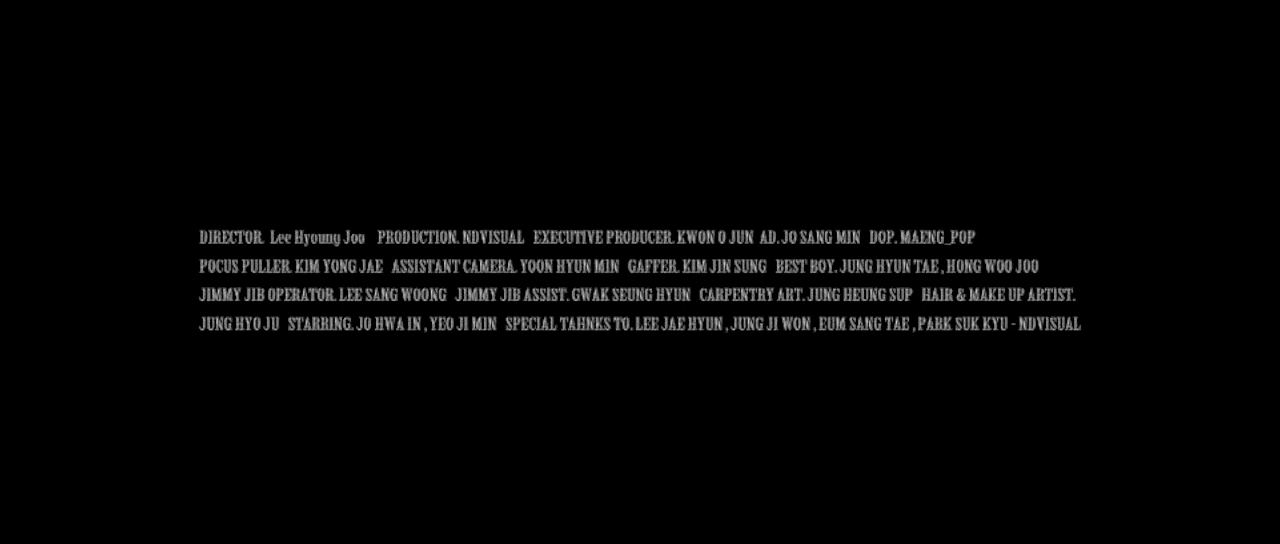 DIRECTOR. Lee Hyoung Joo PRODUCTION. NDVISUAL EXECUTIVE PRODUCER. KWON O JUN AD. JO SANG MIN DOP. MAENG_POP
POCUS PULLER. KIM YONG JAE ASSISTANT CAMERA. YOON HYUN MIN GAFFER. KIM JIN SUNG BEST BOY. JUNG HYUN TAE , HONG WOO JOO
JIMMY JIB OPERATOR. LEE SANG WOONG JIMMY JIB ASSIST. GWAK SEUNG HYUN CARPENTRY ART. JUNG HEUNG SUP HAIR & MAKE UP ARTIST.
JUNG HYO JU STARRING. JO HWA IN , YEO JI MIN SPECIAL TAHNKS TO. LEE JAE HYUN , JUNG JI WON , EUM SANG TAE , PARK SUK KYU - NDVISUAL